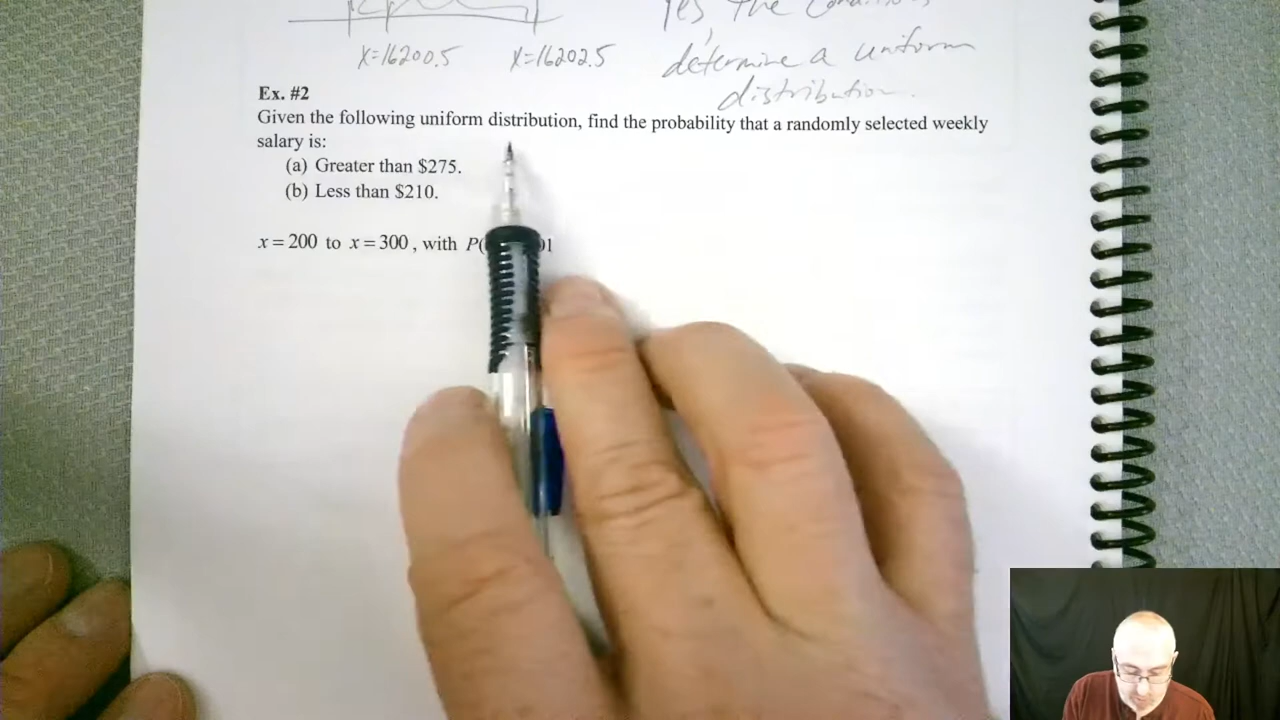 Yes, the conditions
x=16200.5 x=16202.5 determine a uniform
distribution.
Ex. #2
Given the following uniform distribution, find the probability that a randomly selected weekly
salary is:
(a) Greater than $275.
(b) Less than $210.
x = 200 to x = 300, with P(